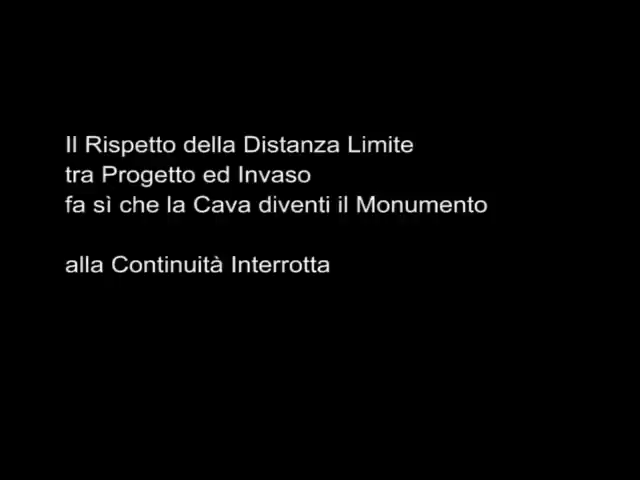 Il Rispetto della Distanza Limite
tra Progetto ed Invaso
fa sì che la Cava diventi il Monumento
alla Continuità Interrotta